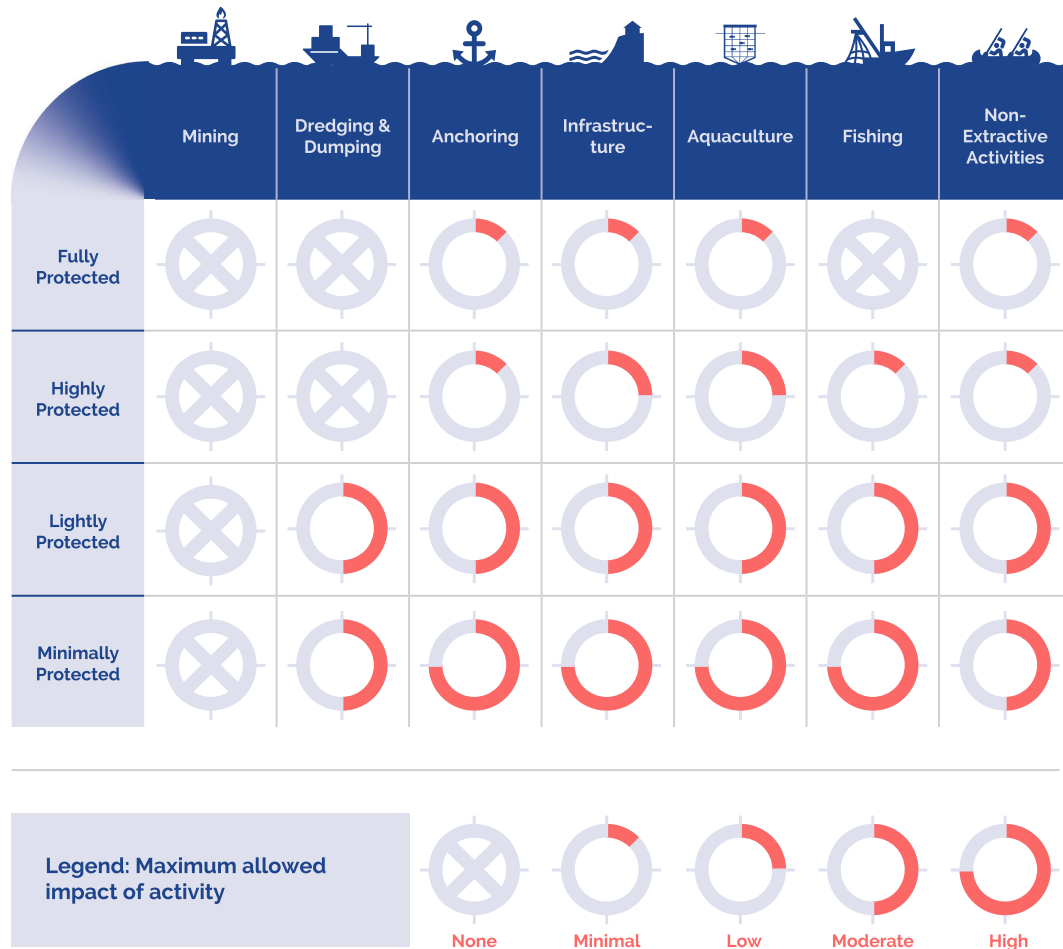 Mining
Dredging &
Dumping
Anchoring
Infrastruc-
ture
Aquaculture
Fishing
Non-
Extractive
Activities
Fully
Protected
Highly
Protected
Lightly
Protected
Minimally
Protected
Legend: Maximum allowed
impact of activity
None
Minimal
Low
Moderate
High